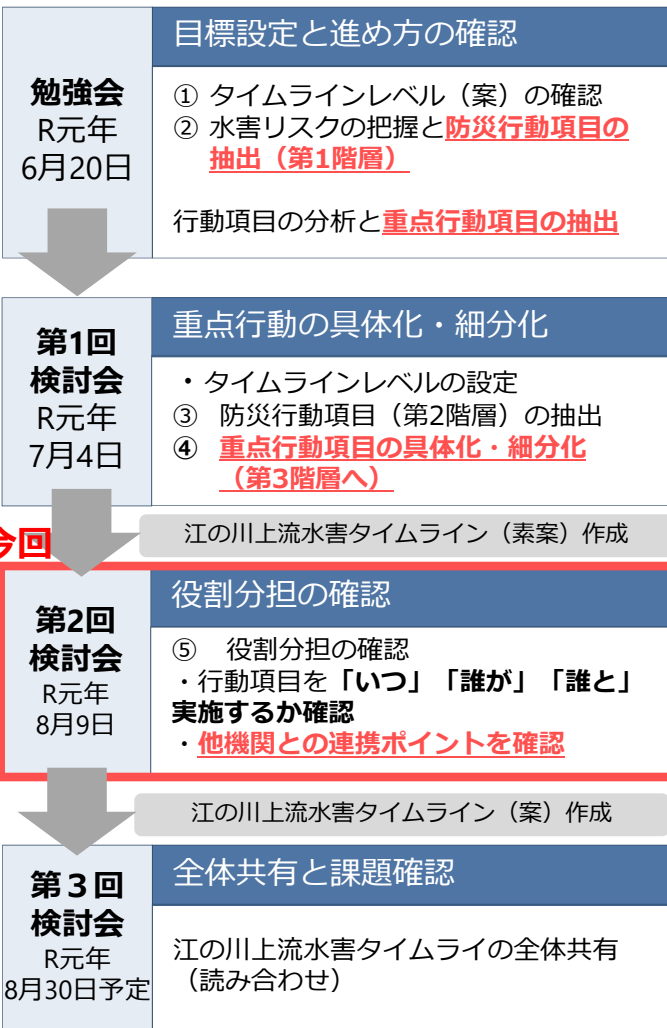 目標設定と進め方の確認
勉強会
R元年
6月20日
① タイムラインレベル（案）の確認
② 水害リスクの把握と防災行動項目の
抽出（第1階層）
行動項目の分析と重点行動項目の抽出
重点行動の具体化・細分化
第1回
検討会
R元年
7月4日
・タイムラインレベルの設定
③ 防災行動項目（第2階層）の抽出
④ 重点行動項目の具体化・細分化
（第3階層へ）
江の川上流水害タイムライン（素案）作成
今回
役割分担の確認
第2回
検討会
R元年
8月9日
⑤ 役割分担の確認
・行動項目を「いつ」「誰が」「誰と」
実施するか確認
・他機関との連携ポイントを確認
江の川上流水害タイムライン（案）作成
全体共有と課題確認
第３回
検討会
R元年
8月30日予定
江の川上流水害タイムライの全体共有
（読み合わせ）